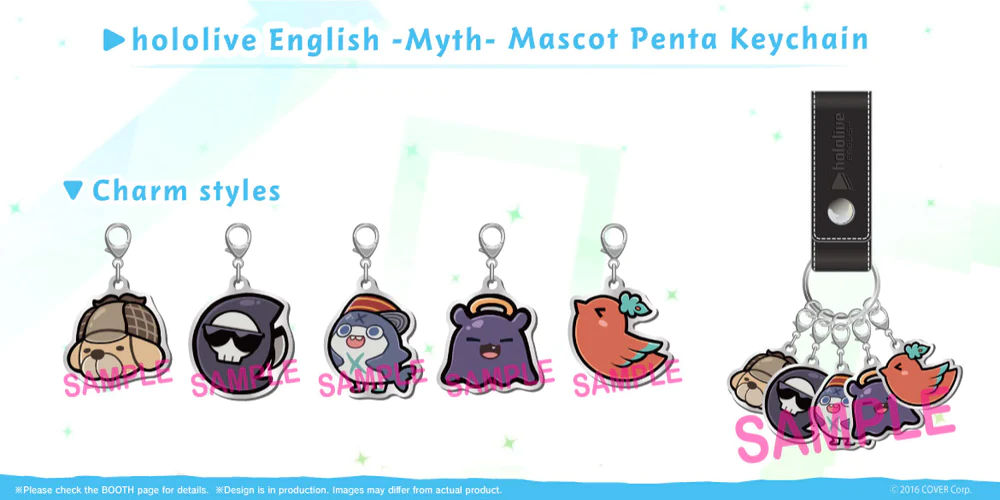 ▶hololive English -Myth- Mascot Penta Keychain
▼Charm styles
SAMPLE
SAMPLE
SAMPLE
SAMPLE
SAMPLE
hololive
SAMPLE
※Please check the BOOTH page for details. ※Design is in production. Images may differ from actual product.
© 2016 COVER Corp.